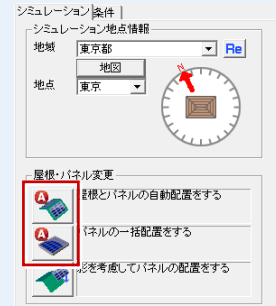 シミュレーション 条件
シミュレーション地点情報
地域 東京都 Re
地図
地点 東京
N
屋根・パネル変更
A 屋根とパネルの自動配置をする
A パネルの一括配置をする
影を考慮してパネルの配置をする